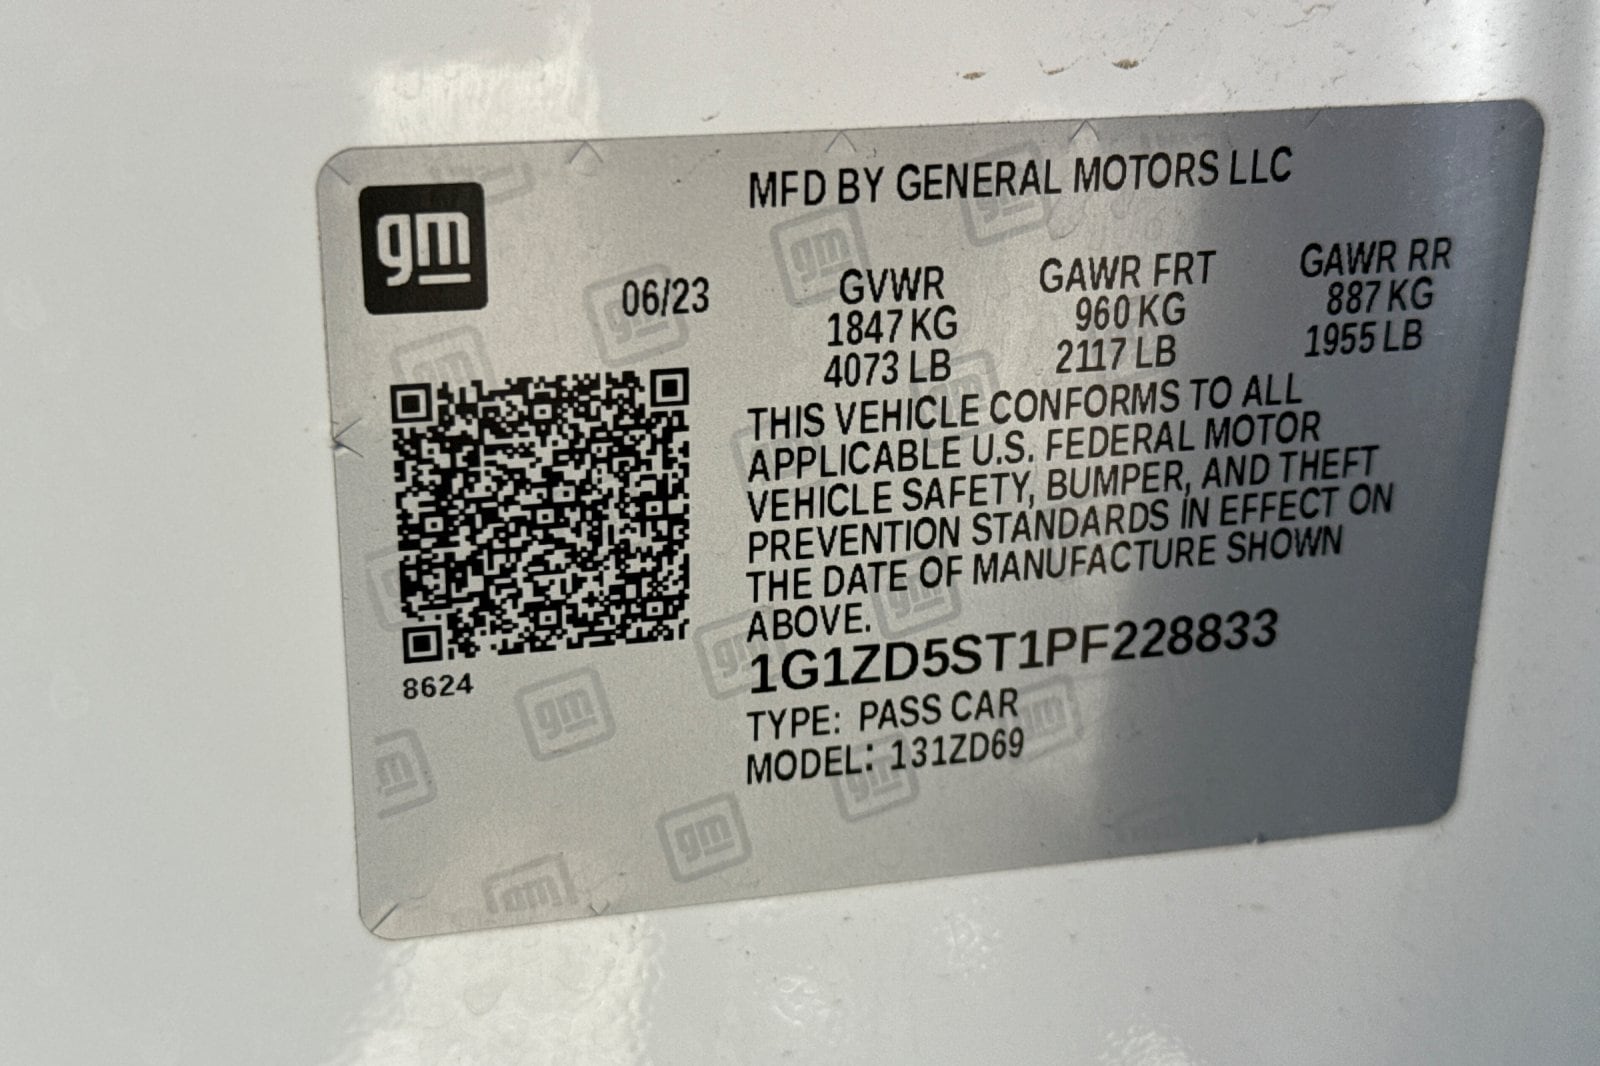 gm
MFD BY GENERAL MOTORS LLC
06/23
GVWR GAWR FRT GAWR RR
1847 KG 960 KG 887 KG
4073 LB 2117 LB 1955 LB
THIS VEHICLE CONFORMS TO ALL
APPLICABLE U.S. FEDERAL MOTOR
VEHICLE SAFETY, BUMPER, AND THEFT
PREVENTION STANDARDS IN EFFECT ON
THE DATE OF MANUFACTURE SHOWN
ABOVE.
1G1ZD5ST1PF228833
8624
TYPE: PASS CAR
MODEL: 131ZD69